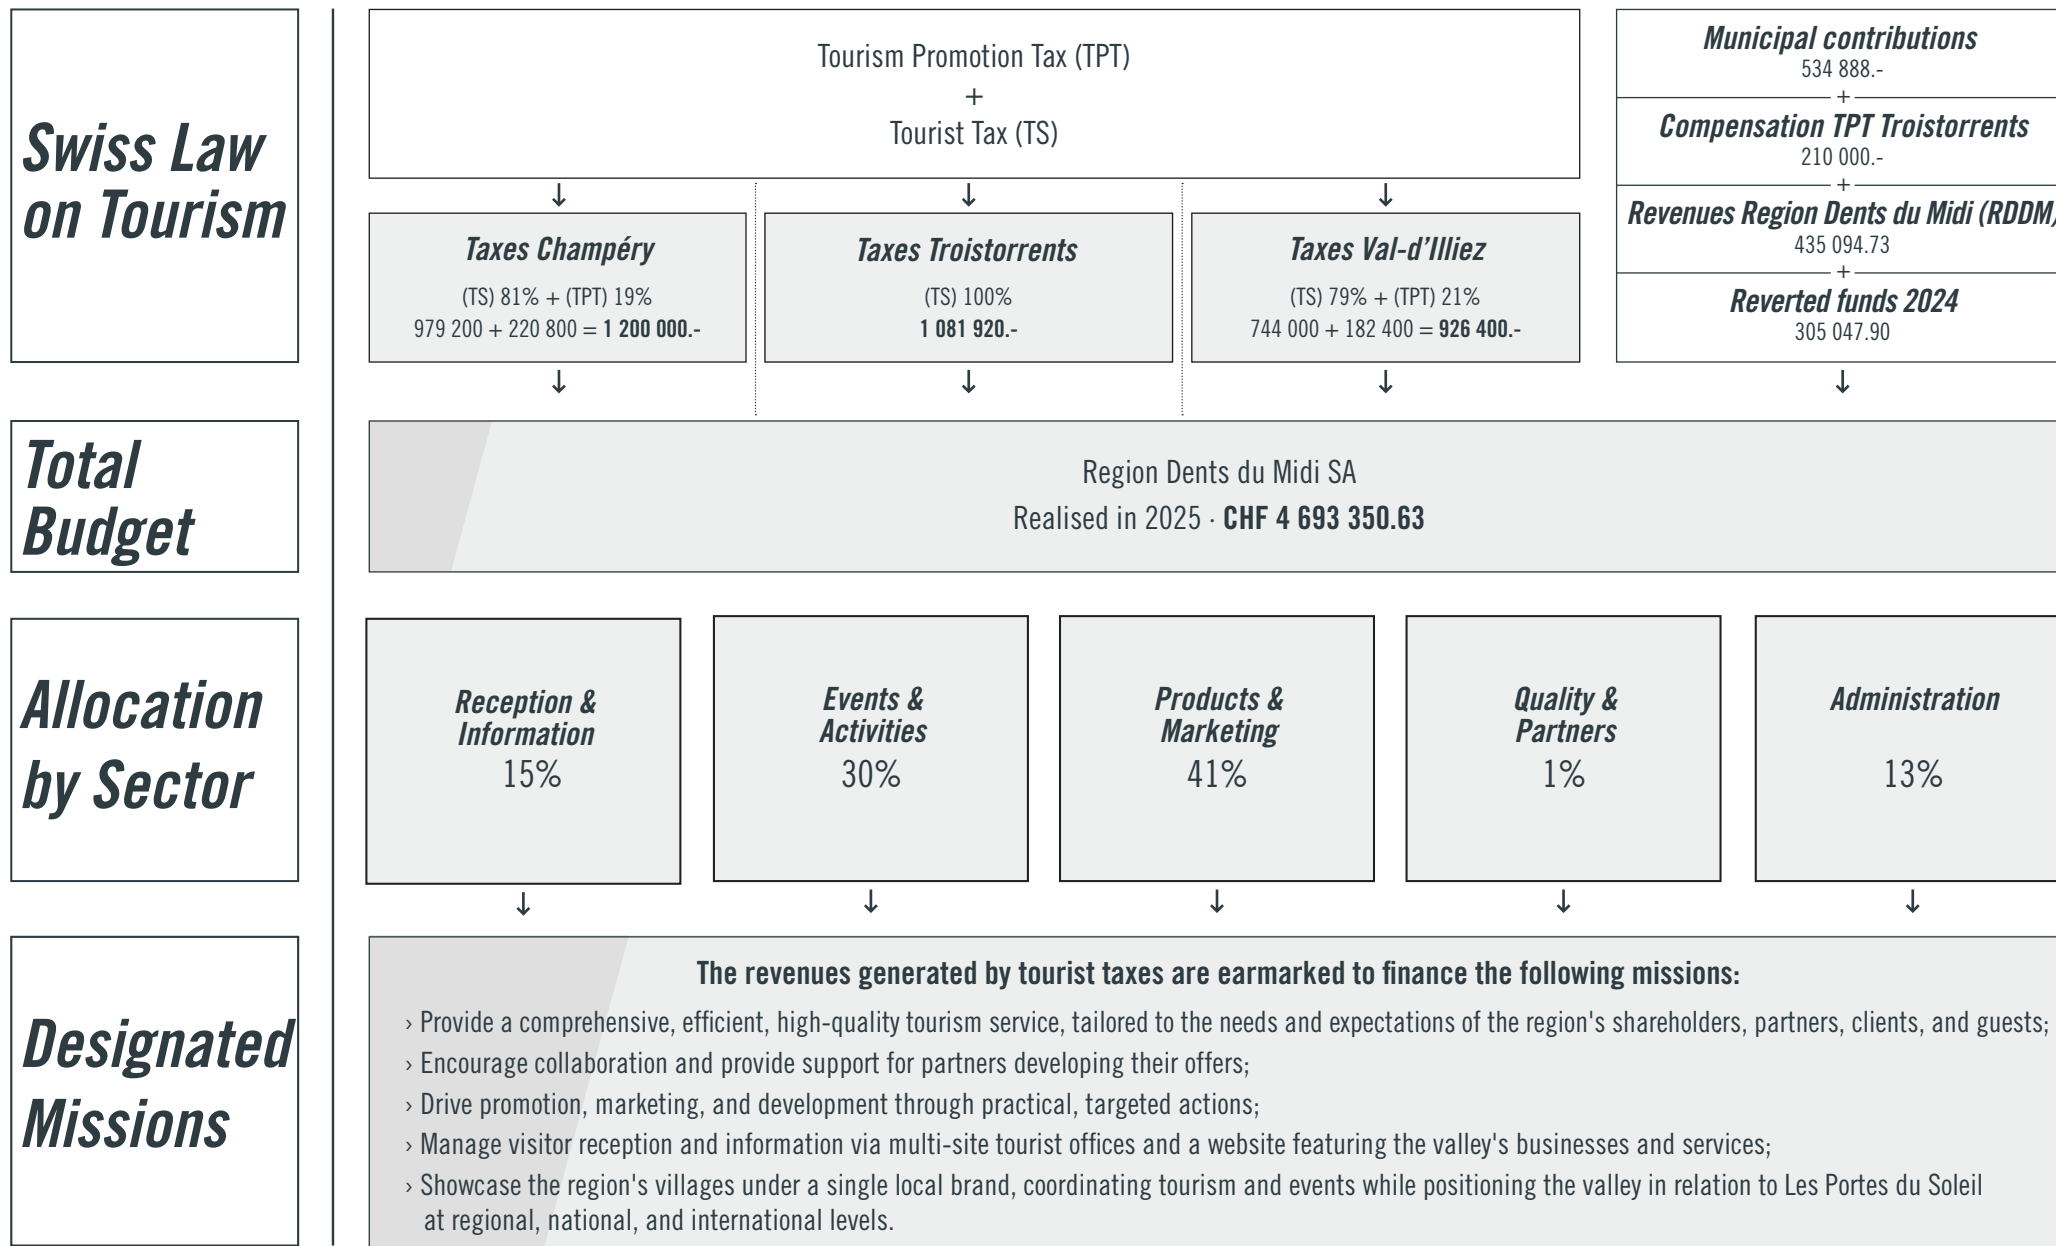 Swiss Law
on Tourism
Tourism Promotion Tax (TPT)
+
Tourist Tax (TS)
Taxes Champéry
(TS) 81% + (TPT) 19%
979 200 + 220 800 = 1 200 000.-
Taxes Troistorrents
(TS) 100%
1 081 920.-
Taxes Val-d’Illiez
(TS) 79% + (TPT) 21%
744 000 + 182 400 = 926 400.-
Municipal contributions
534 888.-
+
Compensation TPT Troistorrents
210 000.-
+
Revenues Region Dents du Midi (RDDM)
435 094.73
+
Reverted funds 2024
305 047.90
Total
Budget
Region Dents du Midi SA
Realised in 2025 · CHF 4 693 350.63
Allocation
by Sector
Reception &
Information
15%
Events &
Activities
30%
Products &
Marketing
41%
Quality &
Partners
1%
Administration
13%
Designated
Missions
The revenues generated by tourist taxes are earmarked to finance the following missions:
› Provide a comprehensive, efficient, high-quality tourism service, tailored to the needs and expectations of the region's shareholders, partners, clients, and guests;
› Encourage collaboration and provide support for partners developing their offers;
› Drive promotion, marketing, and development through practical, targeted actions;
› Manage visitor reception and information via multi-site tourist offices and a website featuring the valley's businesses and services;
› Showcase the region's villages under a single local brand, coordinating tourism and events while positioning the valley in relation to Les Portes du Soleil
at regional, national, and international levels.